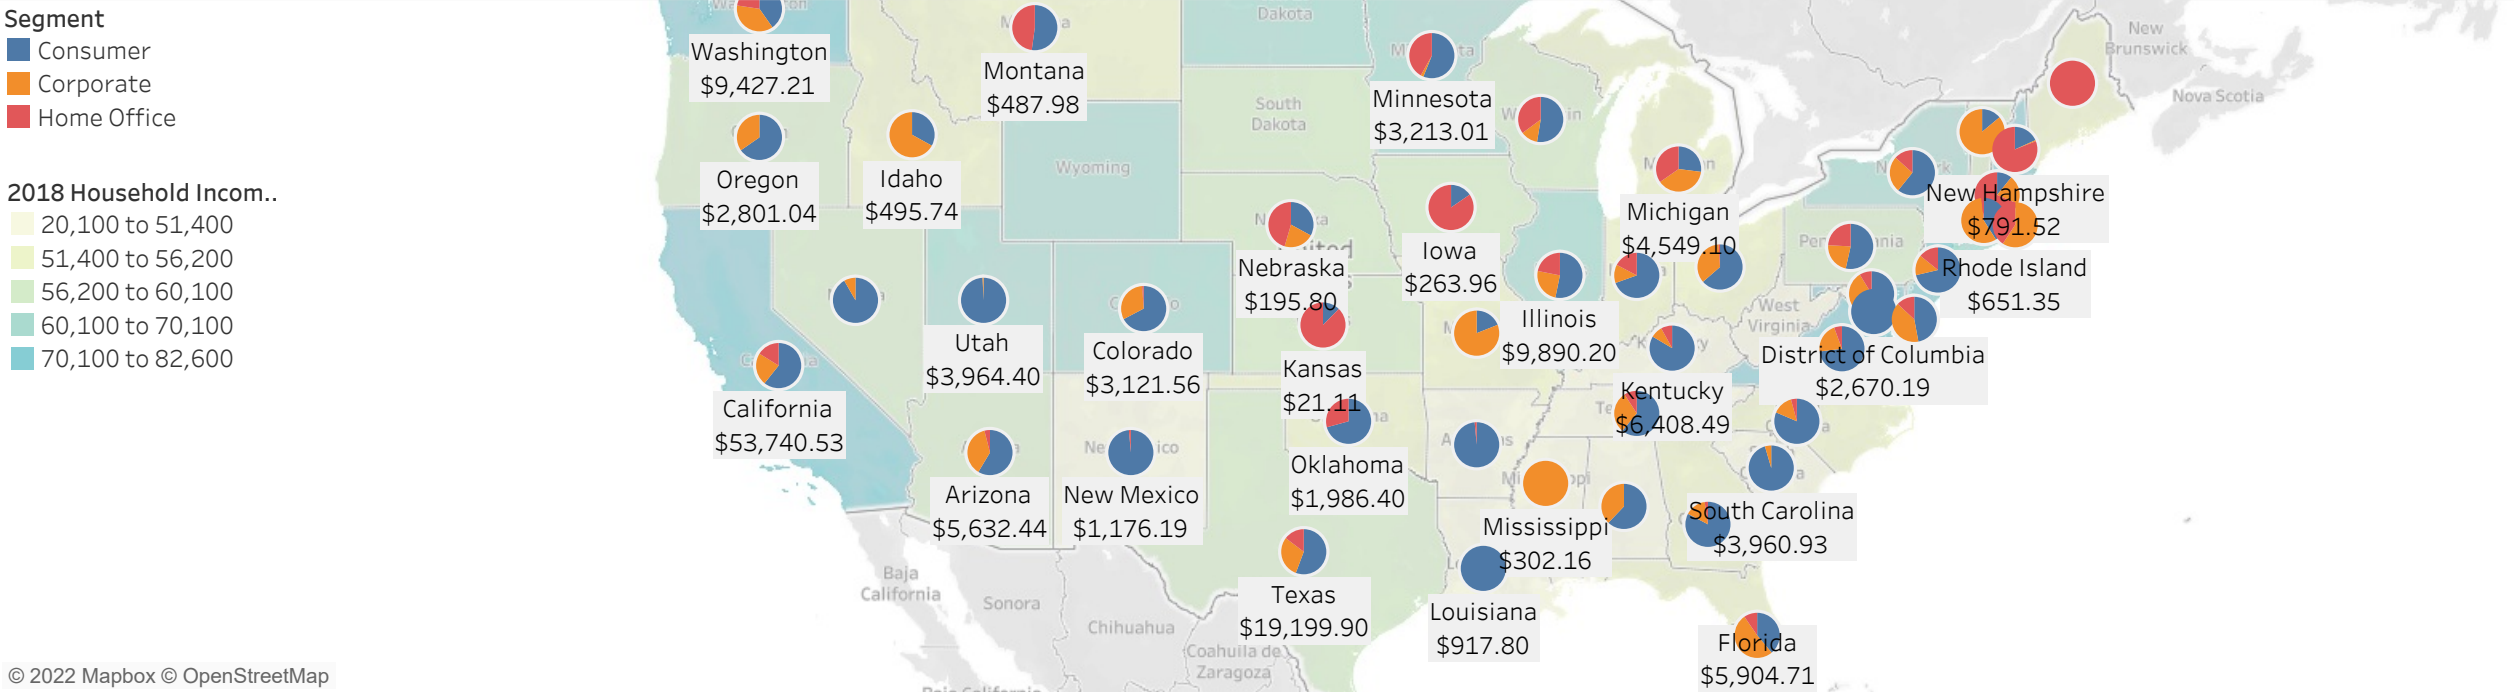 Segment
Consumer
Corporate
Home Office
2018 Household Incom..
20,100 to 51,400
51,400 to 56,200
56,200 to 60,100
60,100 to 70,100
70,100 to 82,600
Washington
$9,427.21
Montana
$487.98
Dakota
Minnesota
$3,213.01
New
Brunswick
Nova Scotia
South
Dakota
Oregon
$2,801.04
Idaho
$495.74
Wyoming
Michigan
$4,549.10
New Hampshire
$791.52
Nebraska
$195.80
Iowa
$263.96
Rhode Island
$651.35
West
Virginia
Utah
$3,964.40
Colorado
$3,121.56
Illinois
$9,890.20
Kansas
$21.11
District of Columbia
$2,670.19
California
$53,740.53
Kentucky
$6,408.49
Arizona
$5,632.44
New Mexico
$1,176.19
Oklahoma
$1,986.40
Mississippi
$302.16
South Carolina
$3,960.93
Texas
$19,199.90
Louisiana
$917.80
Florida
$5,904.71
Baja
California
Sonora
Chihuahua
Coahuila de
Zaragoza
© 2022 Mapbox © OpenStreetMap